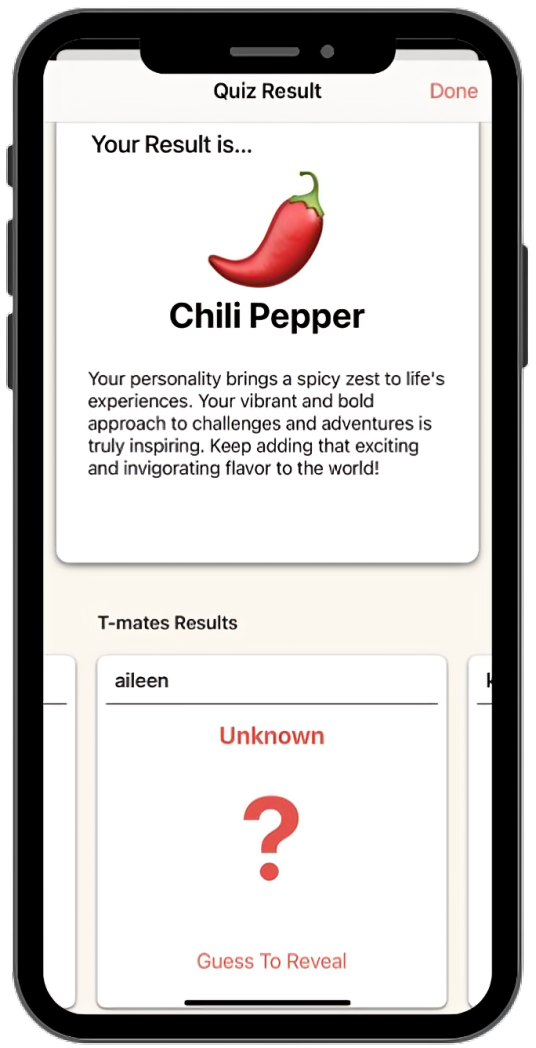 Quiz Result
Done
Your Result is...
Chili Pepper
Your personality brings a spicy zest to life's
experiences. Your vibrant and bold
approach to challenges and adventures is
truly inspiring. Keep adding that exciting
and invigorating flavor to the world!
T-mates Results
aileen
Unknown
?
Guess To Reveal